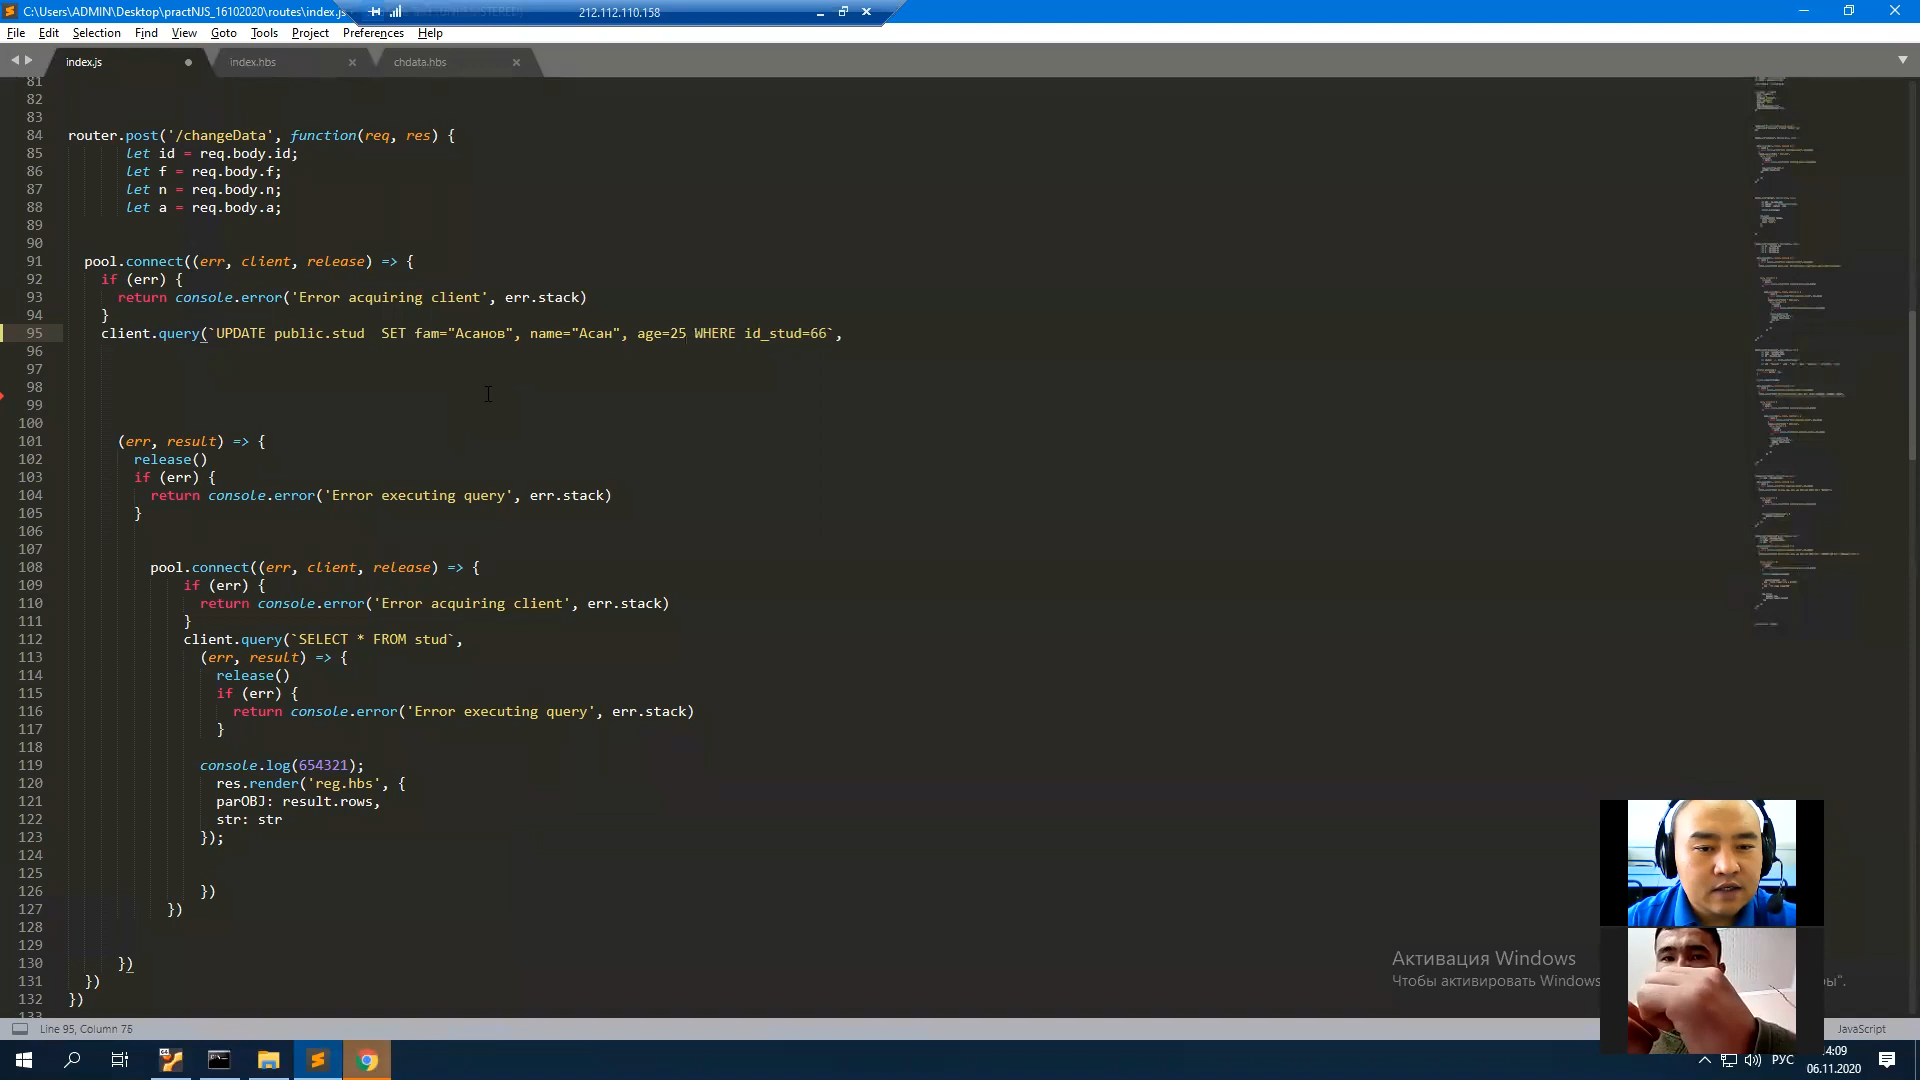 C:\Users\ADMIN\Desktop\practNJS_16102020\routes\index.js
212.112.110.158
File Edit Selection Find View Goto Tools Project Preferences Help
index.js index.hbs chdata.hbs
81
82
83
84 router.post('/changeData', function(req, res) {
85 let id = req.body.id;
86 let f = req.body.f;
87 let n = req.body.n;
88 let a = req.body.a;
89
90
91 pool.connect((err, client, release) => {
92 if (err) {
93 return console.error('Error acquiring client', err.stack)
94 }
95 client.query(`UPDATE public.stud  SET fam="Асанов", name="Асан", age=25 WHERE id_stud=66`,
96
97
98
99
100
101 (err, result) => {
102 release()
103 if (err) {
104 return console.error('Error executing query', err.stack)
105 }
106
107
108 pool.connect((err, client, release) => {
109 if (err) {
110 return console.error('Error acquiring client', err.stack)
111 }
112 client.query(`SELECT * FROM stud`,
113 (err, result) => {
114 release()
115 if (err) {
116 return console.error('Error executing query', err.stack)
117 }
118
119 console.log(654321);
120 res.render('reg.hbs', {
121 parOBJ: result.rows,
122 str: str
123 });
124
125
126 })
127 })
128
129
130 })
131 })
132 })
133
Активация Windows
Чтобы активировать Windows
Line 95, Column 76
JavaScript
РУС
06.11.2020